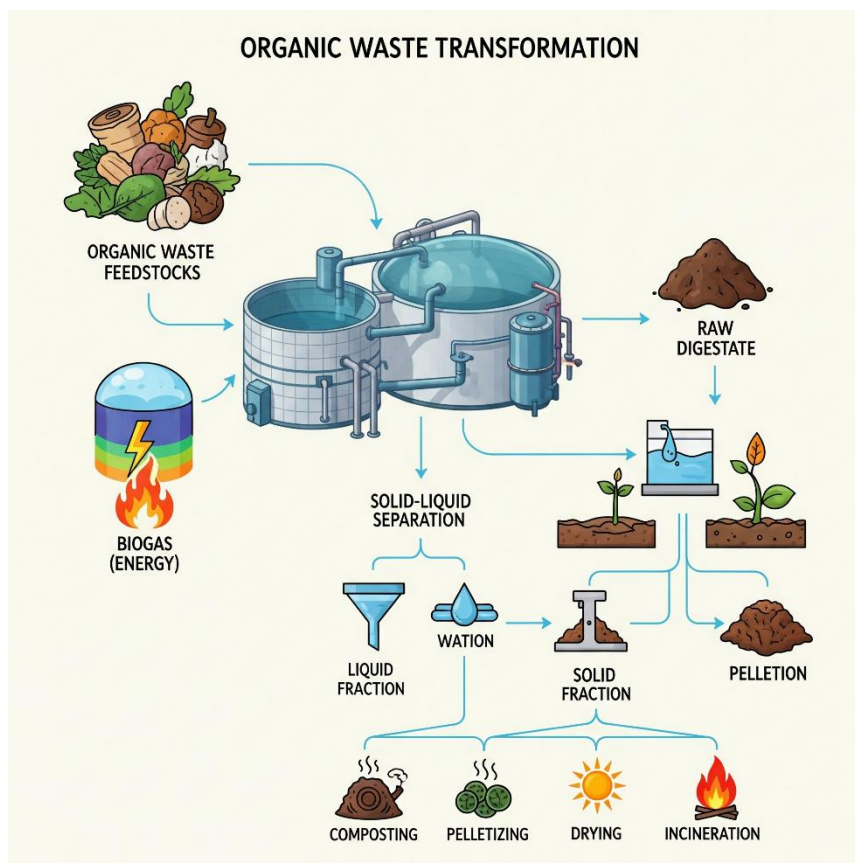 ORGANIC WASTE TRANSFORMATION
ORGANIC WASTE
FEEDSTOCKS
RAW
DIGESTATE
BIOGAS
(ENERGY)
SOLID-LIQUID
SEPARATION
LIQUID
FRACTION
WATION
SOLID
FRACTION
PELLETION
COMPOSTING
PELLETIZING
DRYING
INCINERATION